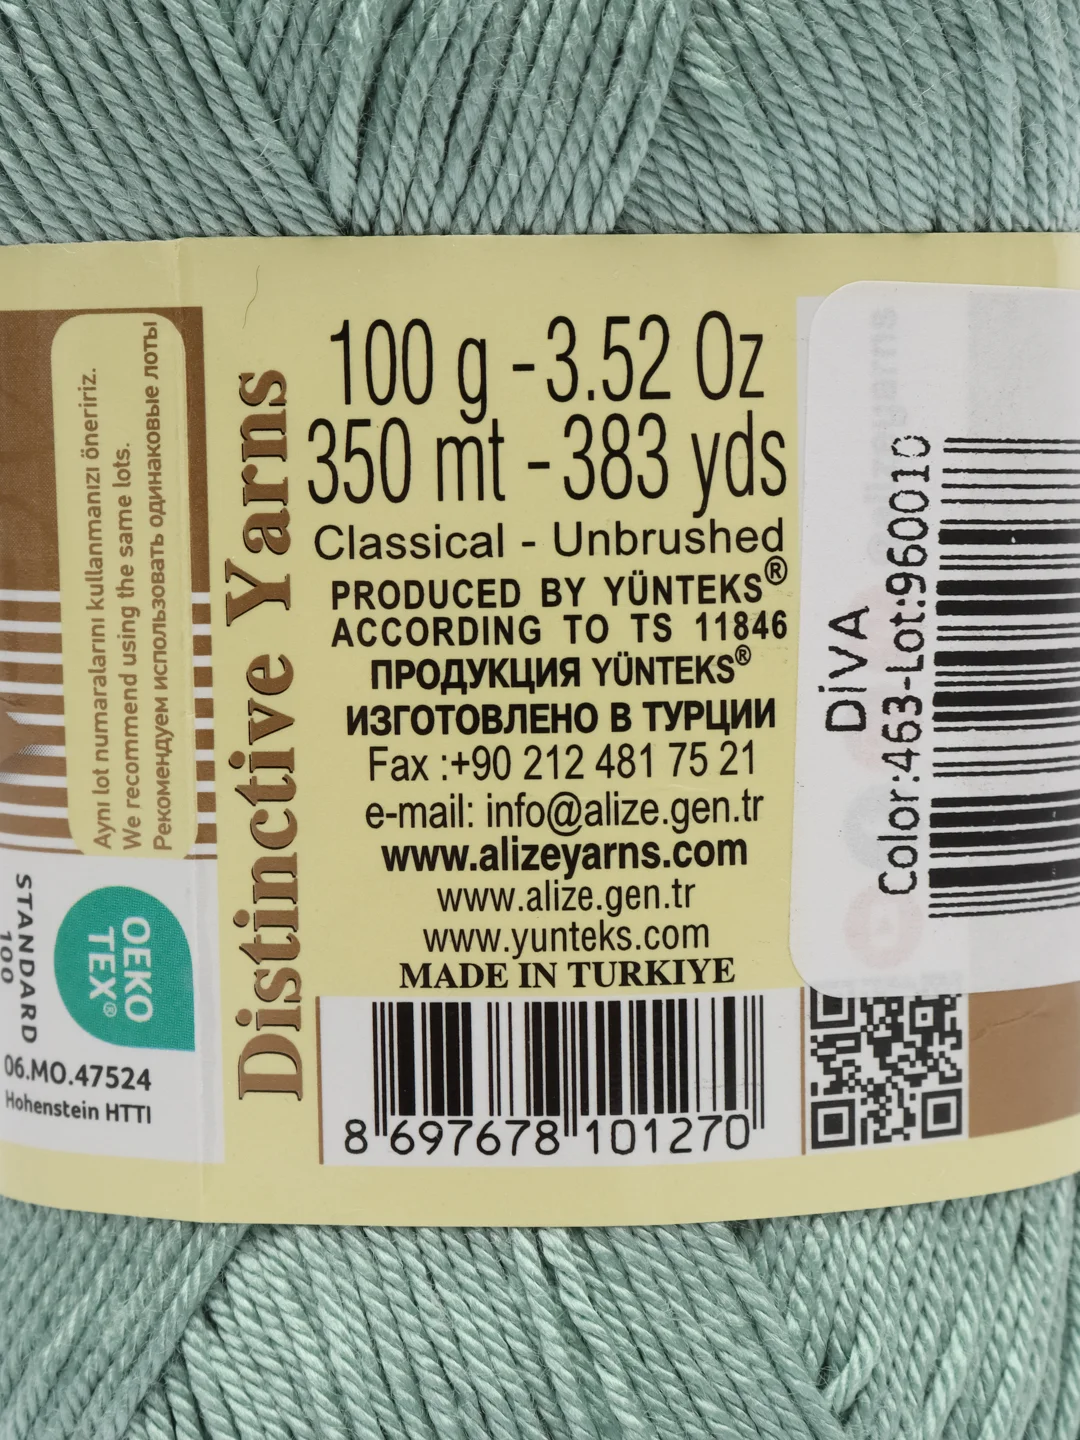 Aynı lot numaralarını kullanmanızı öneririz.
We recommend using the same lots.
Рекомендуем использовать одинаковые лоты
OEKO
TEX®
STANDARD
100
06.MO.47524
Hohenstein HTTI
Distinctive Yarns
100 g - 3.52 Oz
350 mt - 383 yds
Classical - Unbrushed
PRODUCED BY YÜNTEKS®
ACCORDING TO TS 11846
ПРОДУКЦИЯ YÜNTEKS®
ИЗГОТОВЛЕНО В ТУРЦИИ
Fax :+90 212 481 75 21
e-mail: info@alize.gen.tr
www.alizeyarns.com
www.alize.gen.tr
www.yunteks.com
MADE IN TURKIYE
8 697678 101270
DİVA
Color:463-Lot:960010